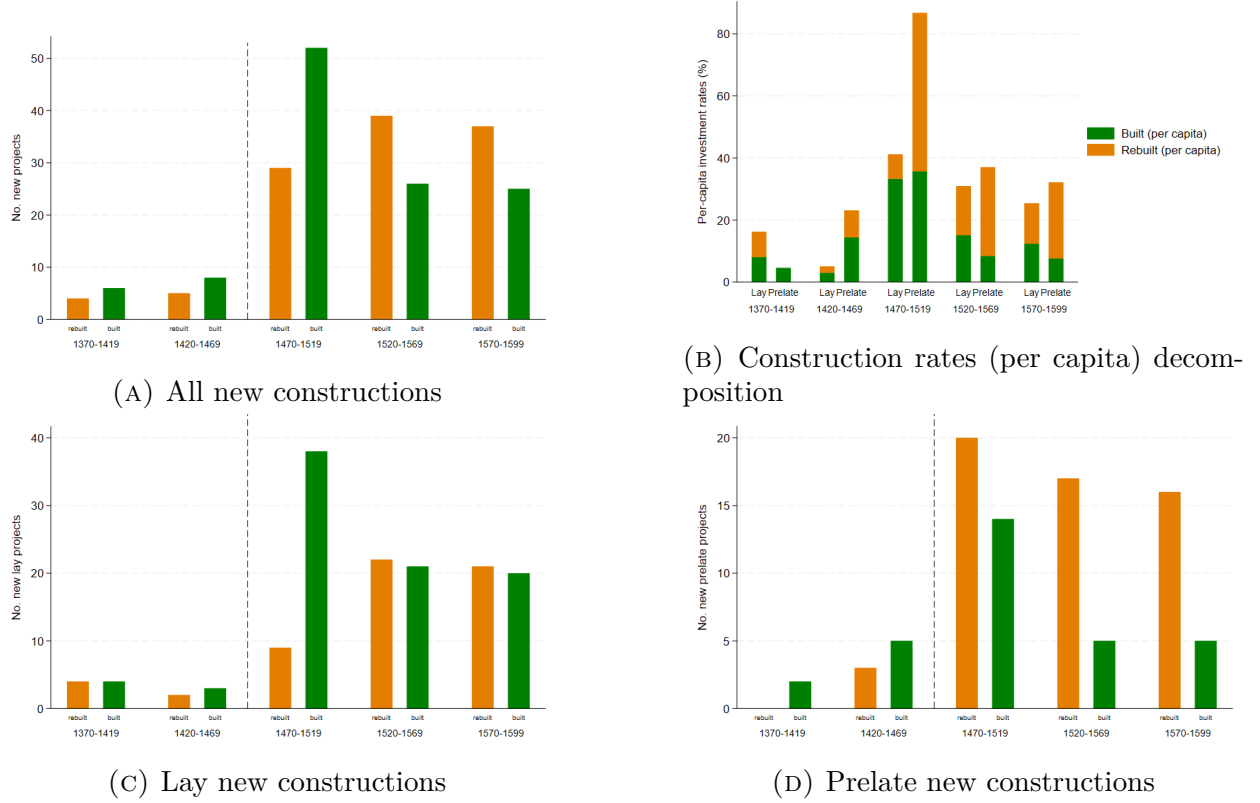 No. new projects
50
40
30
20
10
0
rebuilt built rebuilt built rebuilt built rebuilt built rebuilt built
1370-1419 1420-1469 1470-1519 1520-1569 1570-1599
(A) All new constructions
Per-capita investment rates (%)
80
60
40
20
0
Lay Prelate Lay Prelate Lay Prelate Lay Prelate Lay Prelate
1370-1419 1420-1469 1470-1519 1520-1569 1570-1599
Built (per capita)
Rebuilt (per capita)
(B) Construction rates (per capita) decom-
position
No. new lay projects
40
30
20
10
0
rebuilt built rebuilt built rebuilt built rebuilt built rebuilt built
1370-1419 1420-1469 1470-1519 1520-1569 1570-1599
(C) Lay new constructions
No. new prelate projects
20
15
10
5
0
rebuilt built rebuilt built rebuilt built rebuilt built rebuilt built
1370-1419 1420-1469 1470-1519 1520-1569 1570-1599
(D) Prelate new constructions